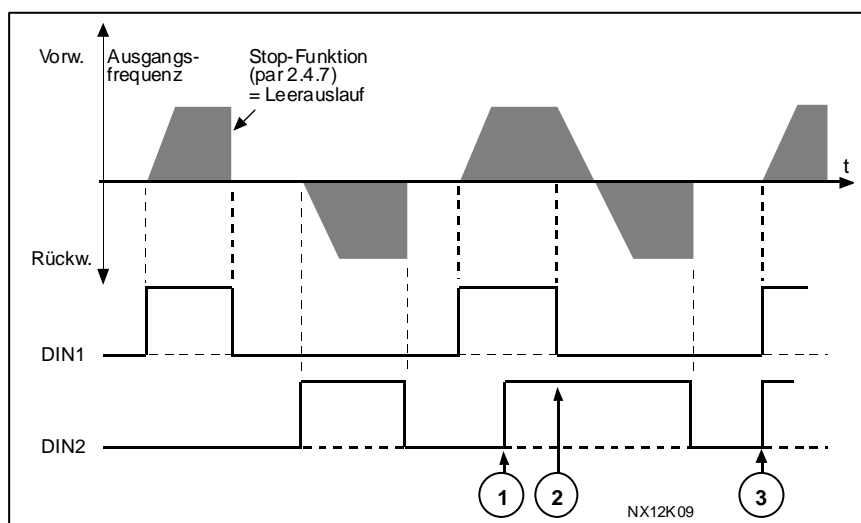 Vorw.
Ausgangs-
frequenz
Stop-Funktion
(par 2.4.7)
= Leerauslauf
t
Rückw.
DIN1
DIN2
1
2
3
NX12K09